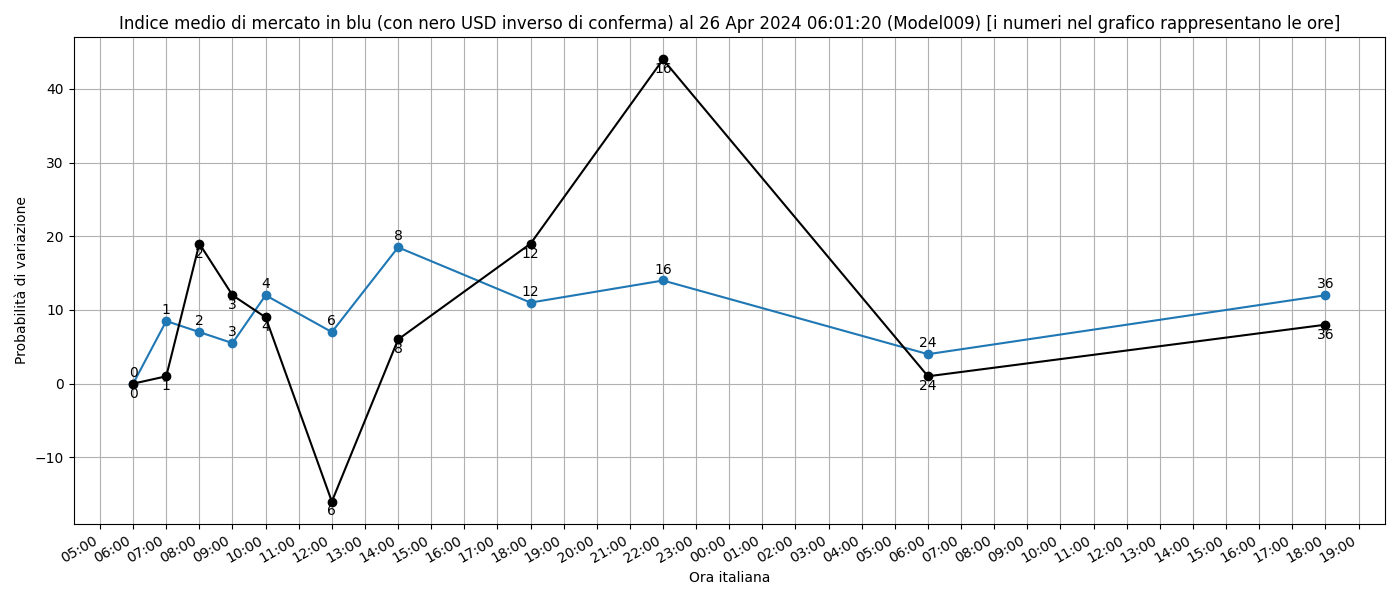 Indice medio di mercato in blu (con nero USD inverso di conferma) al 26 Apr 2024 06:01:20 (Model009) [i numeri nel grafico rappresentano le ore]
Probabilità di variazione
40
30
20
10
0
−10
0 1 2 3 4 6 8 12 16 24 36
0 1 2 3 4 6 8 12 16 24 36
05:00 06:00 07:00 08:00 09:00 10:00 11:00 12:00 13:00 14:00 15:00 16:00 17:00 18:00 19:00 20:00 21:00 22:00 23:00 00:00 01:00 02:00 03:00 04:00 05:00 06:00 07:00 08:00 09:00 10:00 11:00 12:00 13:00 14:00 15:00 16:00 17:00 18:00 19:00
Ora italiana